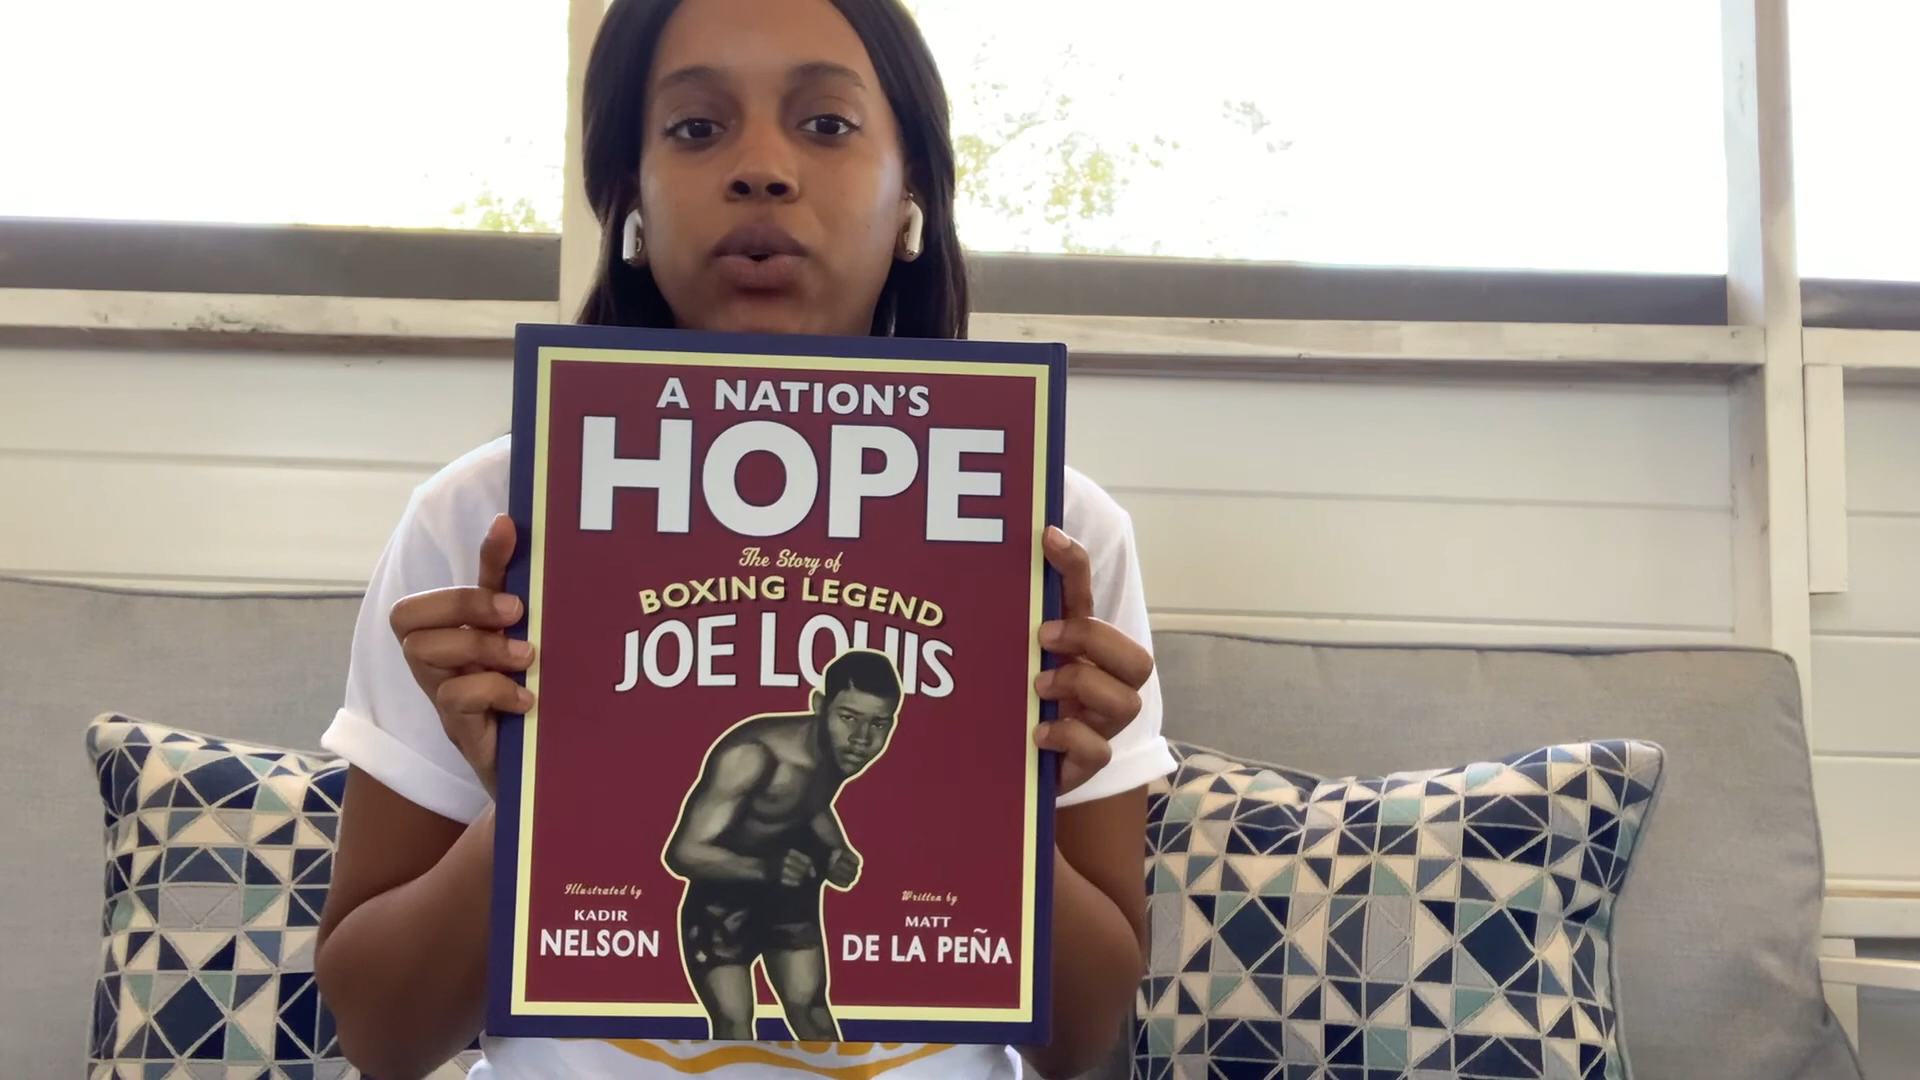 A NATION'S
HOPE
The Story of
BOXING LEGEND
JOE LOUIS
Illustrated by
KADIR
NELSON
Written by
MATT
DE LA PEÑA